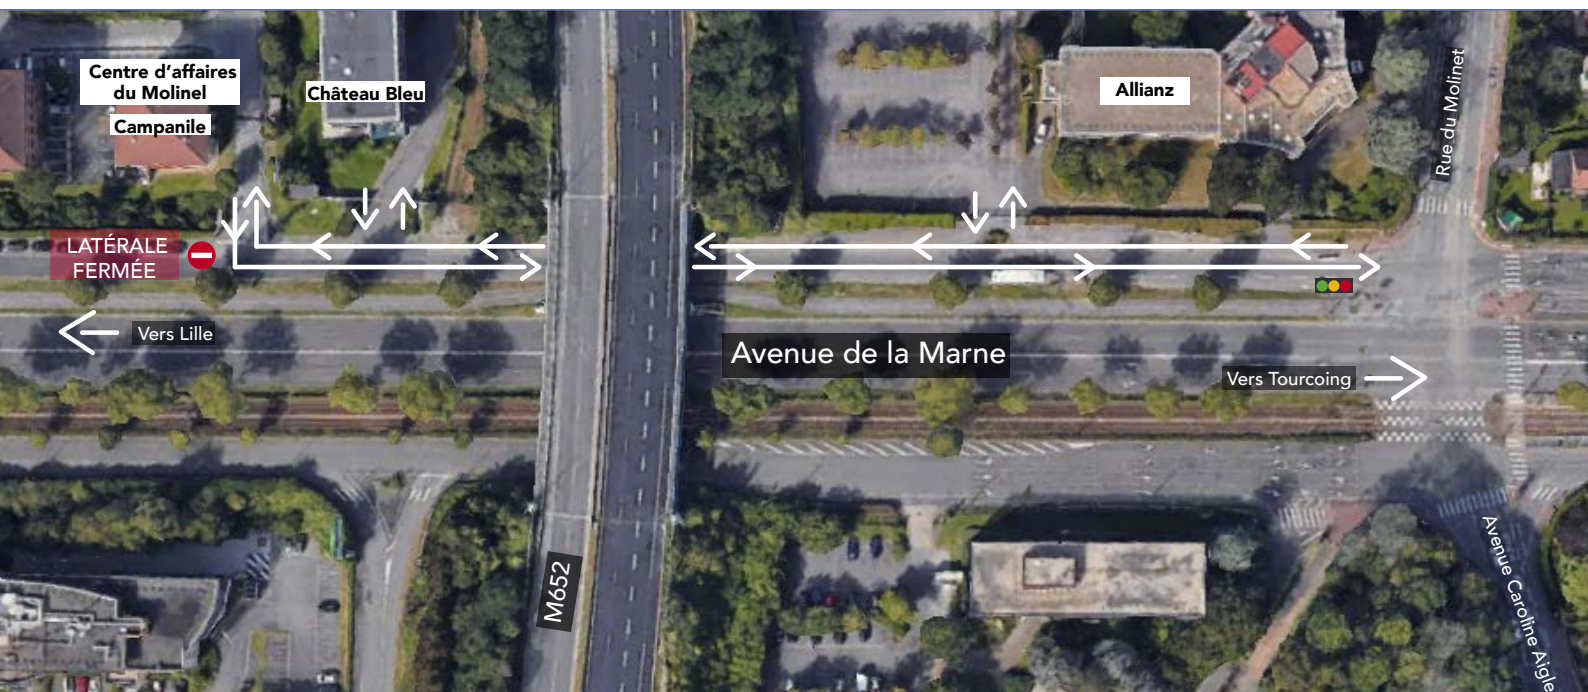 Centre d'affaires
du Molinel
Campanile
Château Bleu
Allianz
Rue du Molinet
LATÉRALE
FERMÉE
Vers Lille
Avenue de la Marne
Vers Tourcoing
M652
Avenue Caroline Aigle